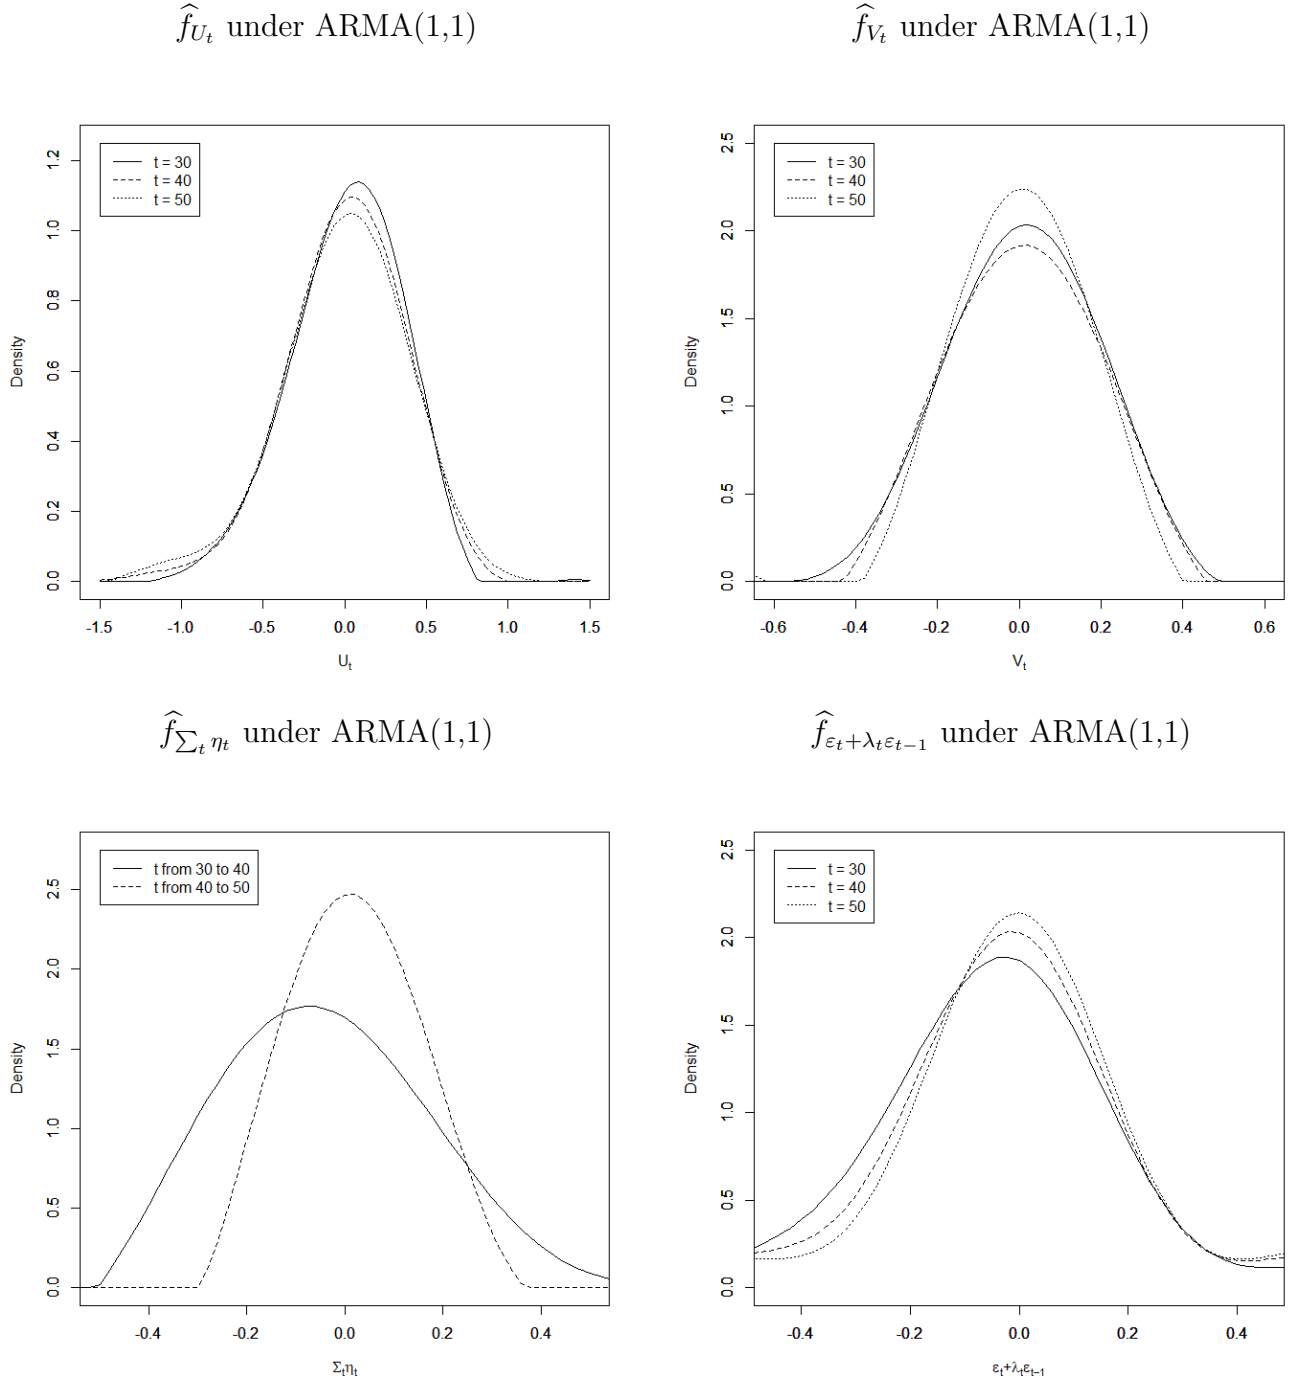 f̂_{U_t} under ARMA(1,1)
f̂_{V_t} under ARMA(1,1)
t = 30
t = 40
t = 50
Density
0.0 0.2 0.4 0.6 0.8 1.0 1.2
-1.5 -1.0 -0.5 0.0 0.5 1.0 1.5
U_t
t = 30
t = 40
t = 50
Density
0.0 0.5 1.0 1.5 2.0 2.5
-0.6 -0.4 -0.2 0.0 0.2 0.4 0.6
V_t
f̂_{∑_t η_t} under ARMA(1,1)
f̂_{ε_t+λ_tε_{t−1}} under ARMA(1,1)
t from 30 to 40
t from 40 to 50
Density
0.0 0.5 1.0 1.5 2.0 2.5
-0.4 -0.2 0.0 0.2 0.4
Σ_tη_t
t = 30
t = 40
t = 50
Density
0.0 0.5 1.0 1.5 2.0 2.5
-0.4 -0.2 0.0 0.2 0.4
ε_t+λ_tε_{t−1}